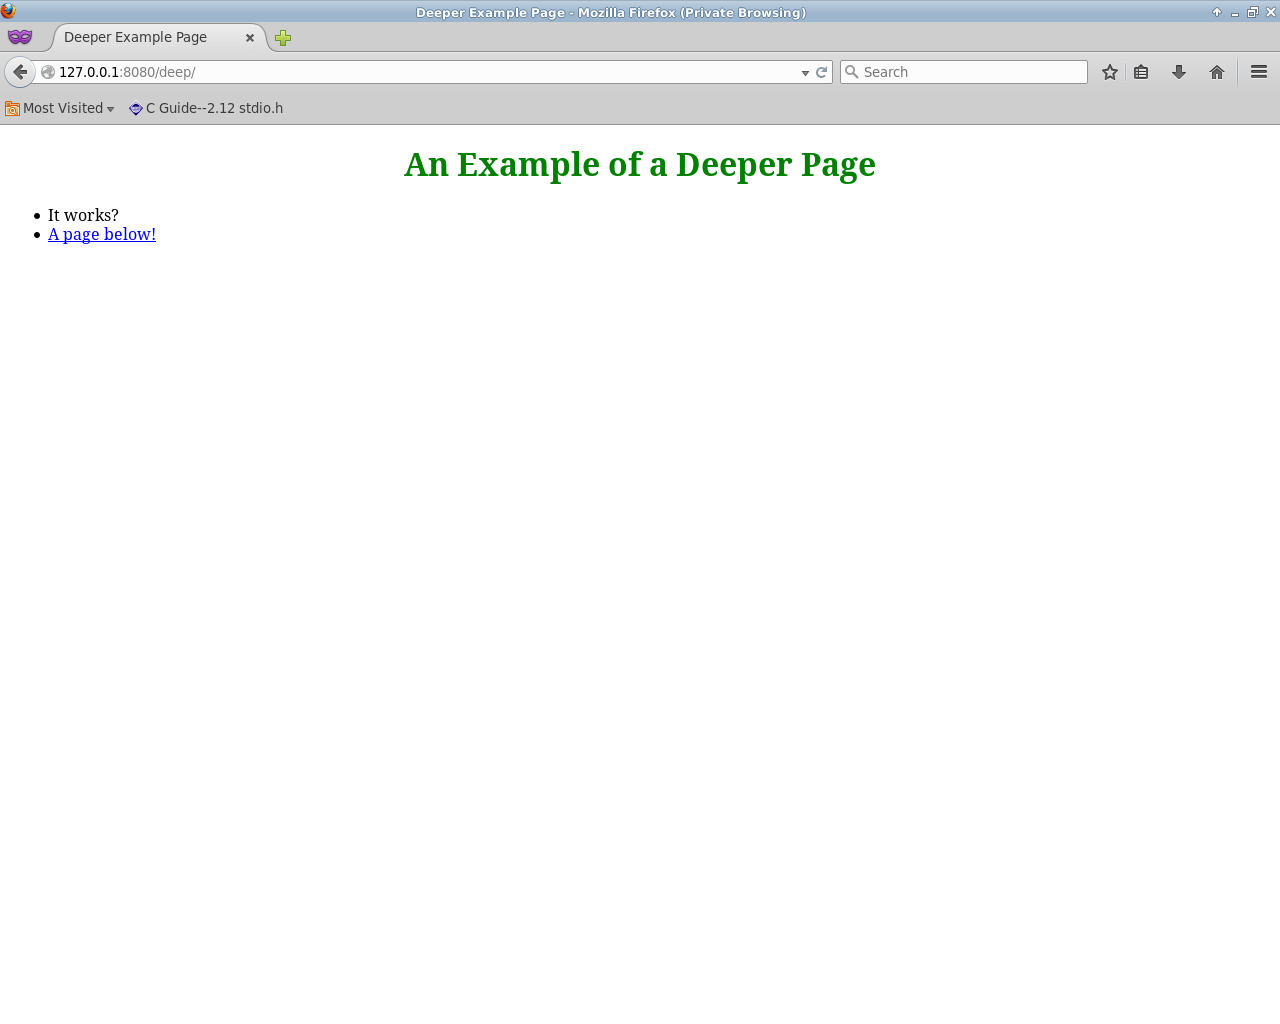 Deeper Example Page - Mozilla Firefox (Private Browsing)
Deeper Example Page
127.0.0.1:8080/deep/
Search
Most Visited
C Guide--2.12 stdio.h
An Example of a Deeper Page
It works?
A page below!